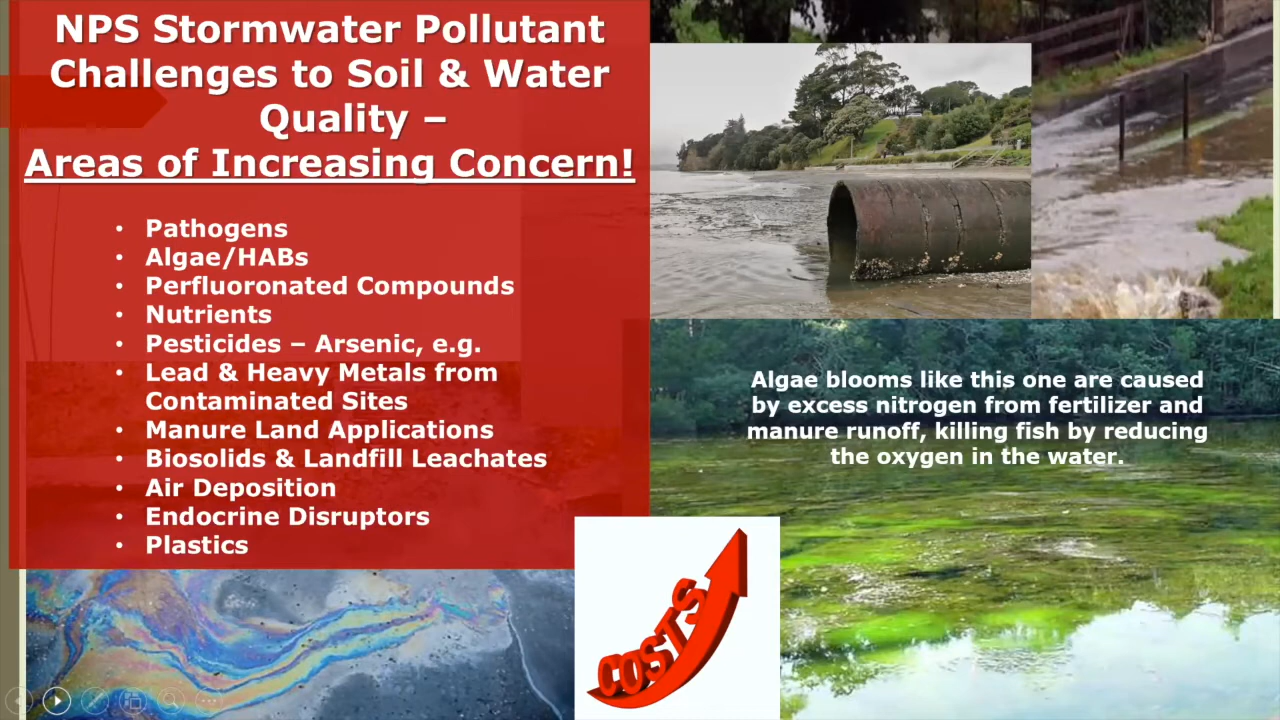 NPS Stormwater Pollutant
Challenges to Soil & Water
Quality –
Areas of Increasing Concern!
• Pathogens
• Algae/HABs
• Perfluoronated Compounds
• Nutrients
• Pesticides – Arsenic, e.g.
• Lead & Heavy Metals from
Contaminated Sites
• Manure Land Applications
• Biosolids & Landfill Leachates
• Air Deposition
• Endocrine Disruptors
• Plastics
Algae blooms like this one are caused
by excess nitrogen from fertilizer and
manure runoff, killing fish by reducing
the oxygen in the water.
COSTS